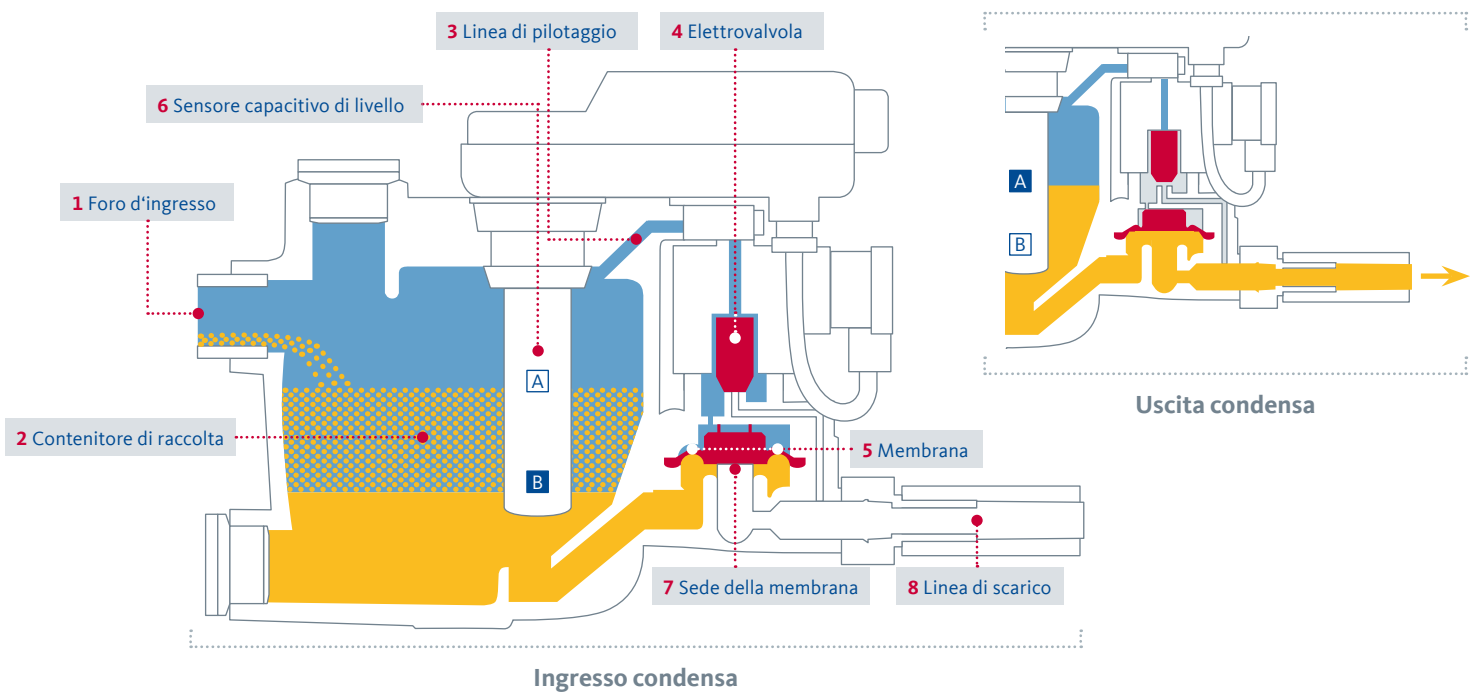 3 Linea di pilotaggio
4 Elettrovalvola
6 Sensore capacitivo di livello
1 Foro d‘ingresso
A
B
A
B
Uscita condensa
2 Contenitore di raccolta
5 Membrana
7 Sede della membrana
8 Linea di scarico
Ingresso condensa